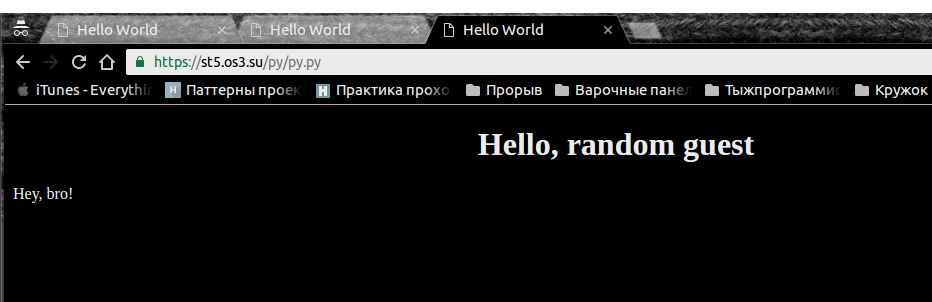 Hello World Hello World Hello World
https://st5.os3.su/py/py.py
iTunes - Everythin Паттерны проек Практика прохо Прорыв Варочные панел Тыжпрограммис Кружок
Hello, random guest
Hey, bro!